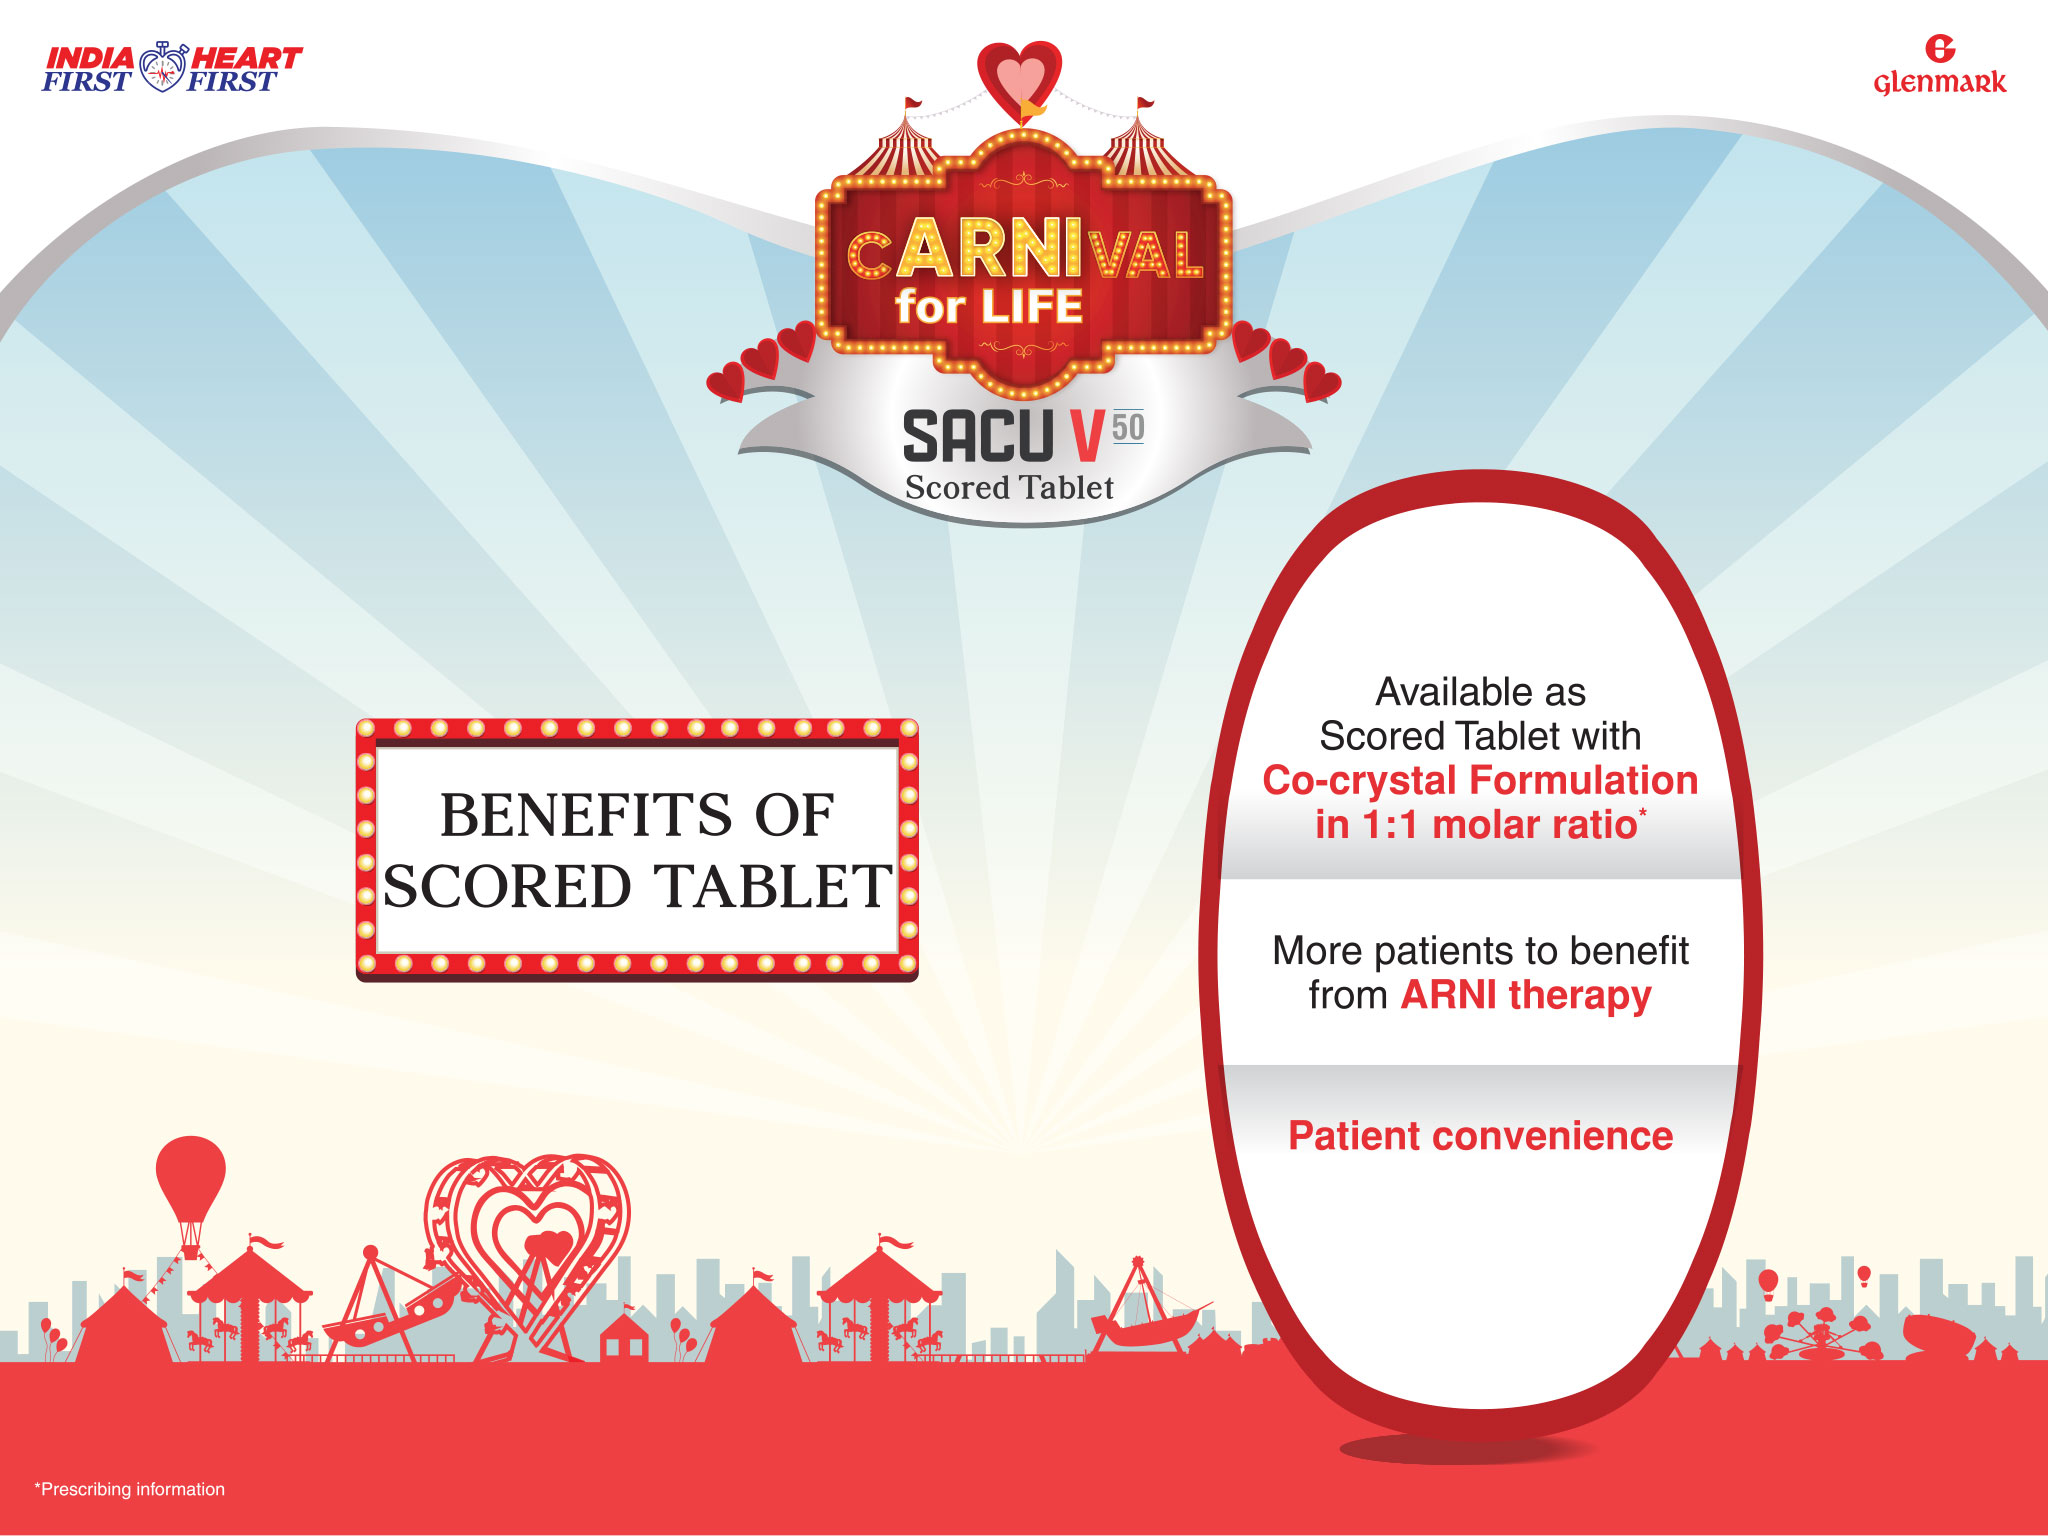 INDIA HEART
FIRST FIRST
Glenmark
CARNIVAL
for LIFE
SACU V 50
Scored Tablet
BENEFITS OF
SCORED TABLET
Available as
Scored Tablet with
Co-crystal Formulation
in 1:1 molar ratio*
More patients to benefit
from ARNI therapy
Patient convenience
*Prescribing information